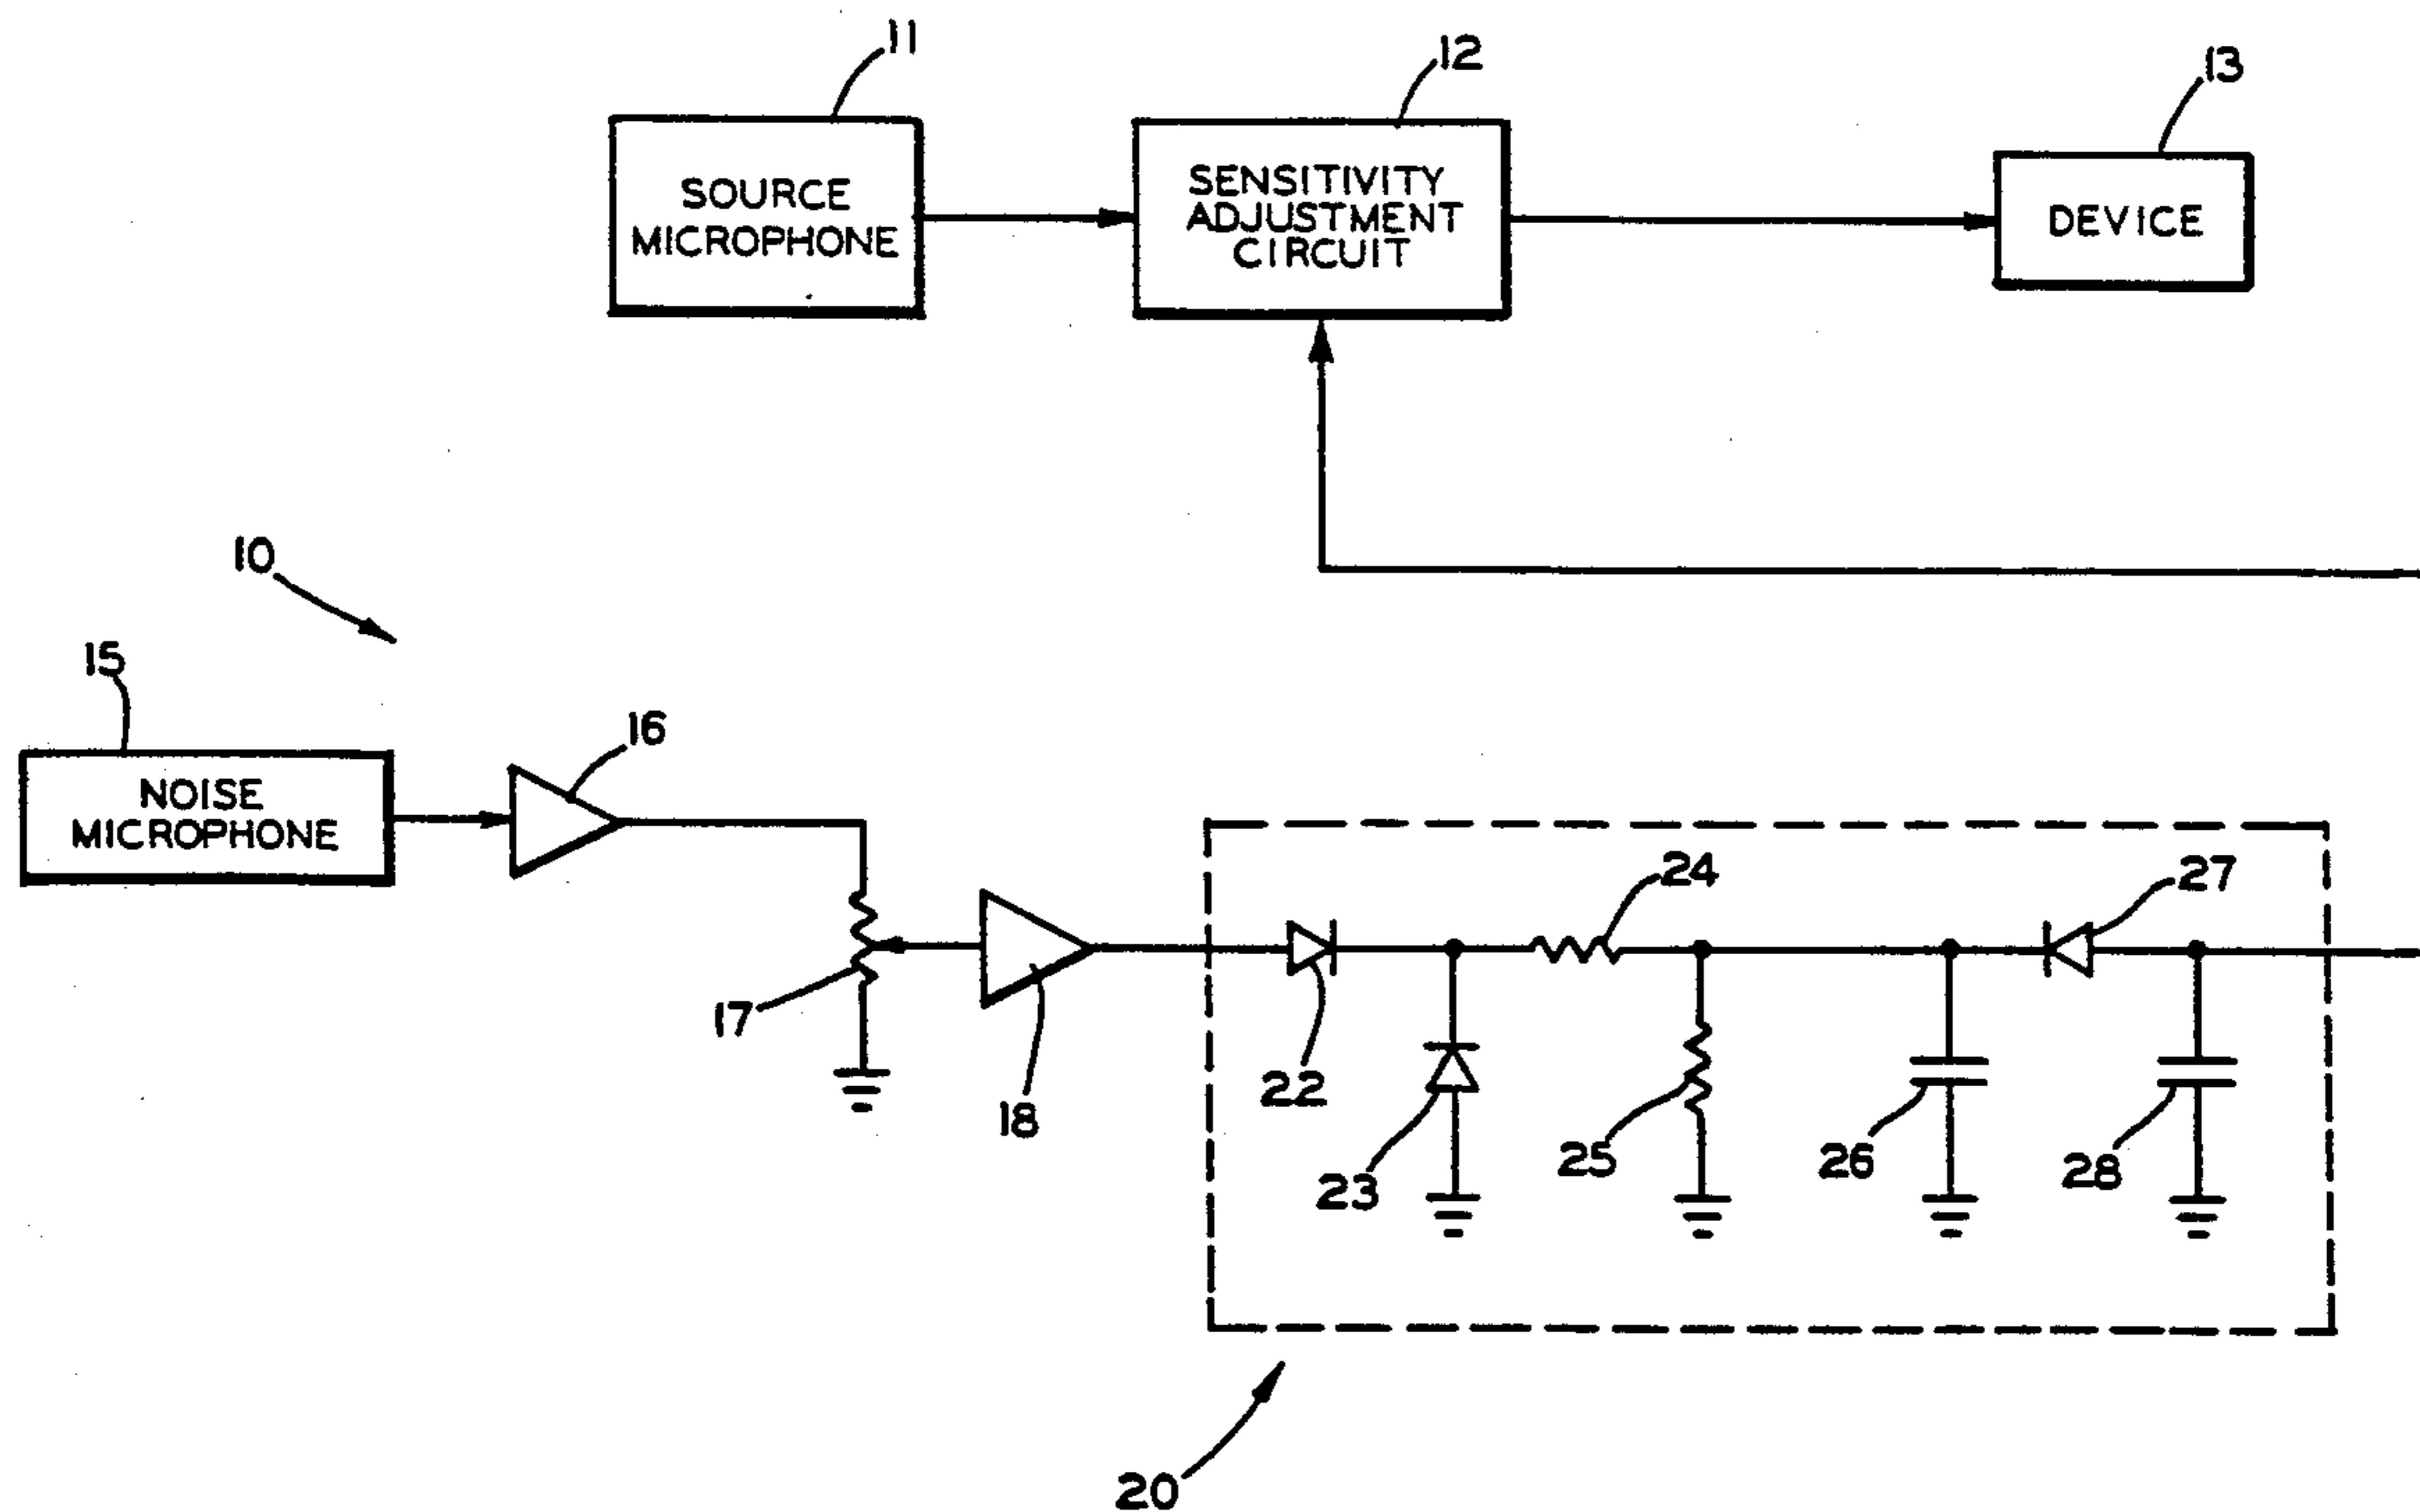 11
12
13
SOURCE
MICROPHONE
SENSITIVITY
ADJUSTMENT
CIRCUIT
DEVICE
10
15
16
NOISE
MICROPHONE
17
18
24
27
22
23
25
26
28
20